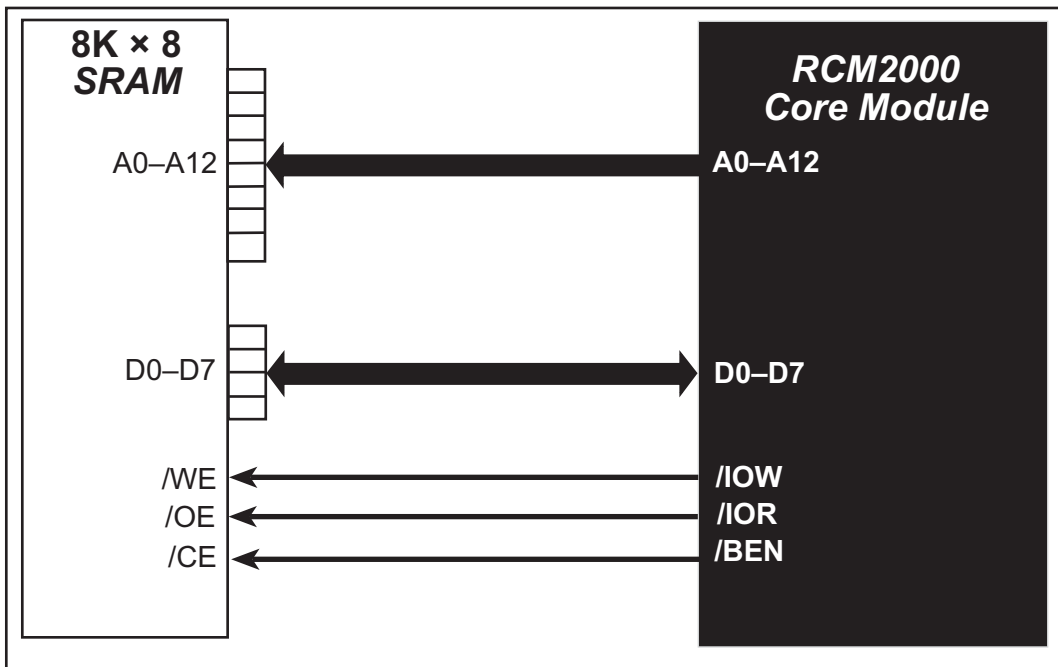 8K × 8
SRAM
A0–A12
D0–D7
/WE
/OE
/CE
RCM2000
Core Module
A0–A12
D0–D7
/IOW
/IOR
/BEN